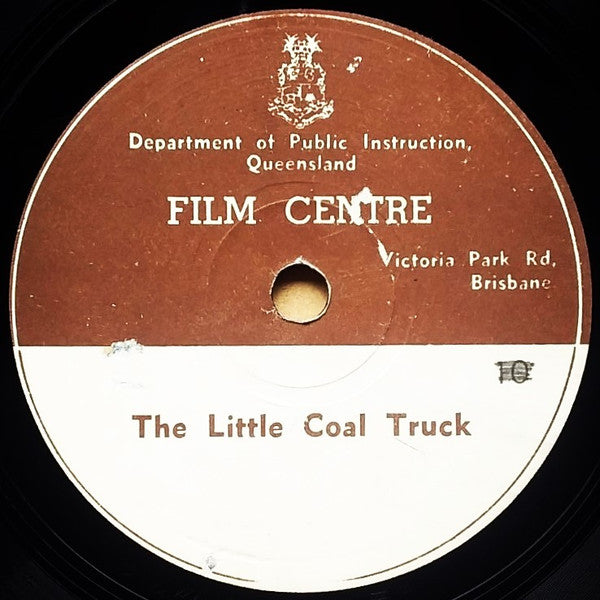 Department of Public Instruction,
Queensland
FILM CENTRE
Victoria Park Rd,
Brisbane
10
The Little Coal Truck